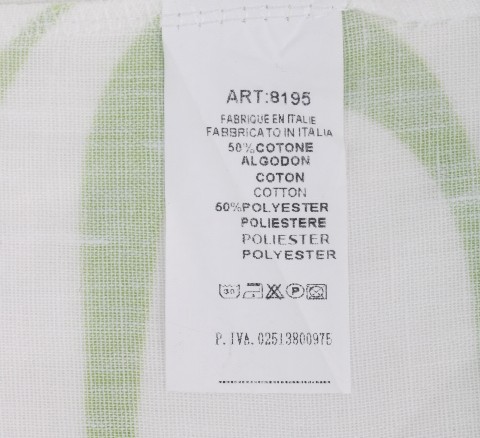 ART:8195
FABRIQUE EN ITALIE
FABBRICATO IN ITALIA
50%COTONE
ALGODON
COTON
COTTON
50%POLYESTER
POLIESTERE
POLIESTER
POLYESTER
30 P
P.IVA.02513800975